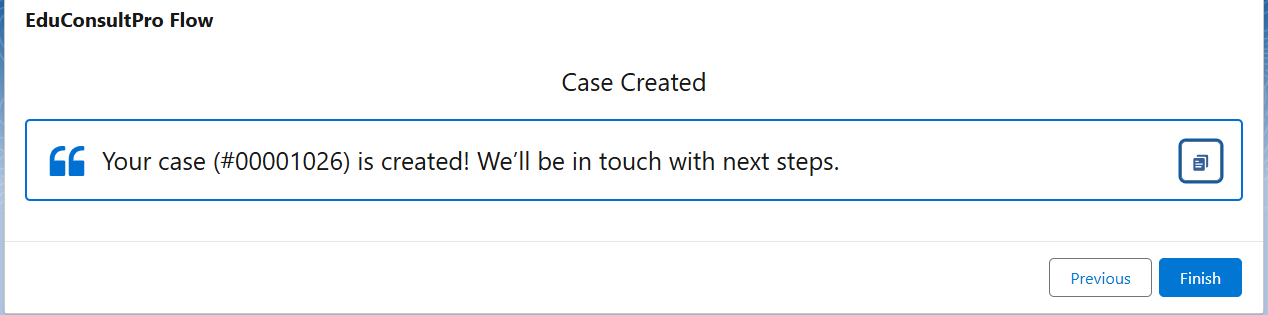 EduConsultPro Flow
Case Created
Your case (#00001026) is created! We’ll be in touch with next steps.
Previous
Finish